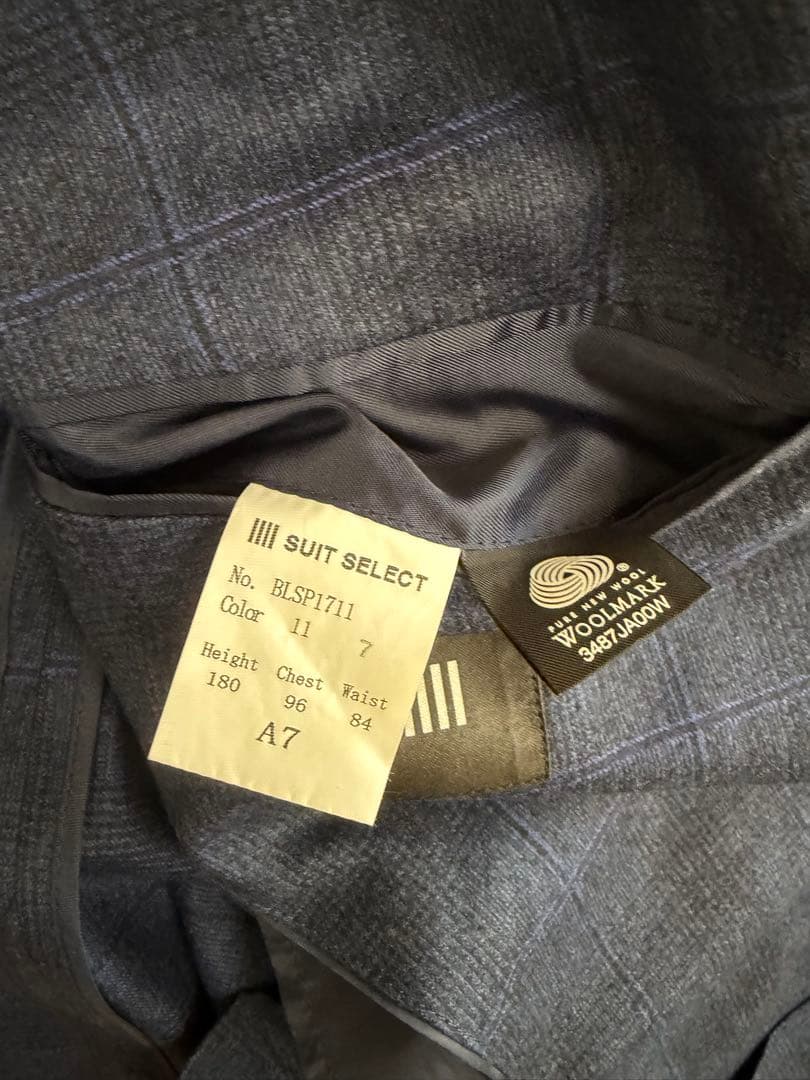 SUIT SELECT
No. BLSP1711
Color 11 7
Height Chest Waist
180 96 84
A7
PURE NEW WOOL
WOOLMARK
3487JA00W